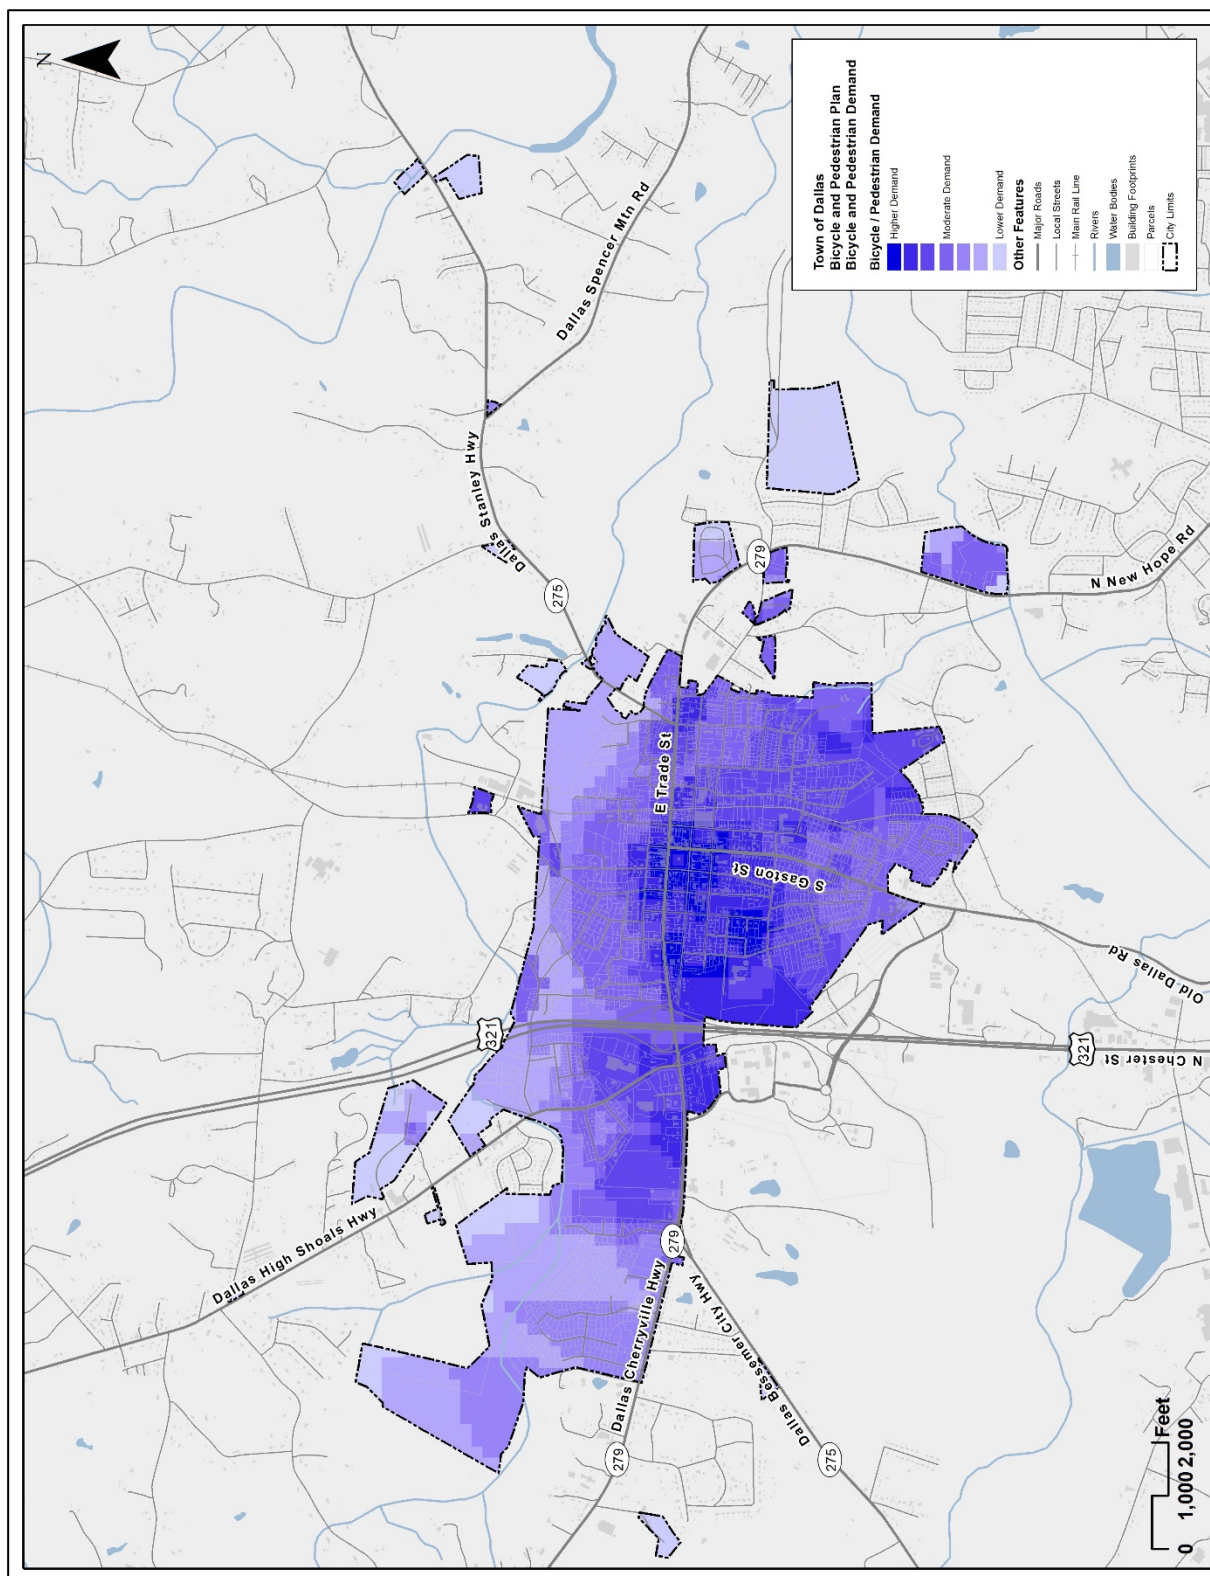 N
Town of Dallas
Bicycle and Pedestrian Plan
Bicycle and Pedestrian Demand
Bicycle / Pedestrian Demand
Higher Demand
Moderate Demand
Lower Demand
Other Features
Major Roads
Local Streets
Main Rail Line
Rivers
Water Bodies
Building Footprints
Parcels
City Limits
Dallas Spencer Mtn Rd
Dallas Stanley Hwy
275
279
N New Hope Rd
E Trade St
S Gaston St
Old Dallas Rd
321
321
N Chester St
Dallas High Shoals Hwy
279
Dallas Cherryville Hwy
Dallas Bessemer City Hwy
279
275
0 1,000 2,000
Feet